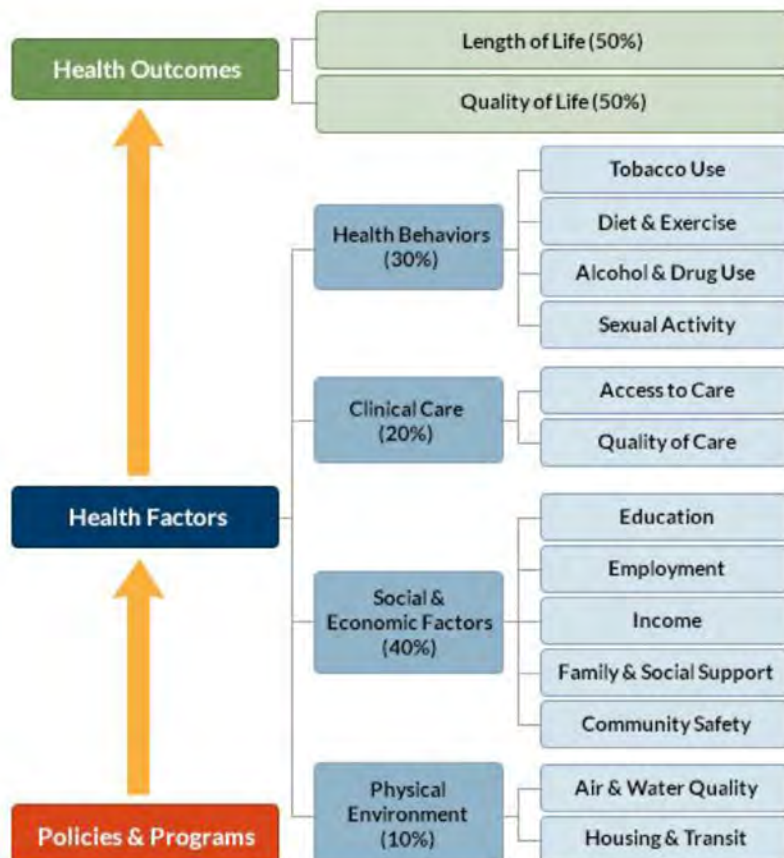 Health Outcomes
Length of Life (50%)
Quality of Life (50%)
Health Behaviors
(30%)
Tobacco Use
Diet & Exercise
Alcohol & Drug Use
Sexual Activity
Clinical Care
(20%)
Access to Care
Quality of Care
Health Factors
Social &
Economic Factors
(40%)
Education
Employment
Income
Family & Social Support
Community Safety
Physical
Environment
(10%)
Air & Water Quality
Housing & Transit
Policies & Programs